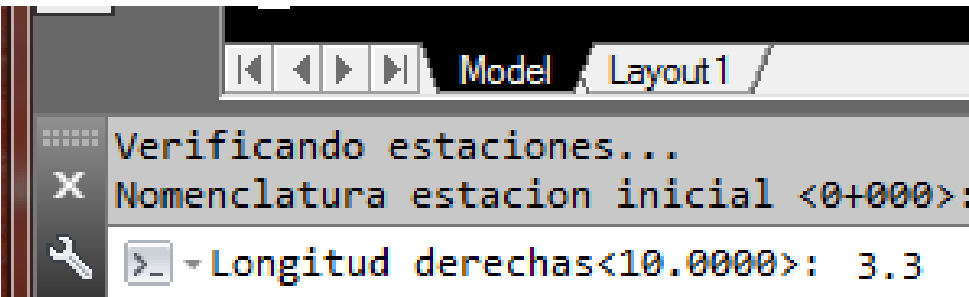 Model Layout1
Verificando estaciones...
Nomenclatura estacion inicial <0+000>:
Longitud derechas<10.0000>: 3.3